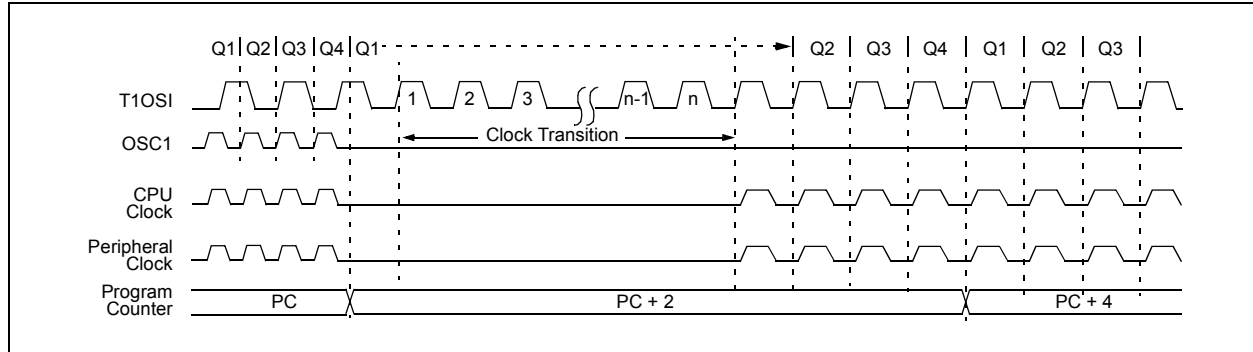 Q1 Q2 Q3 Q4 Q1 Q2 Q3 Q4 Q1 Q2 Q3
T1OSI
1 2 3 n-1 n
Clock Transition
OSC1
CPU
Clock
Peripheral
Clock
Program
Counter
PC PC + 2 PC + 4